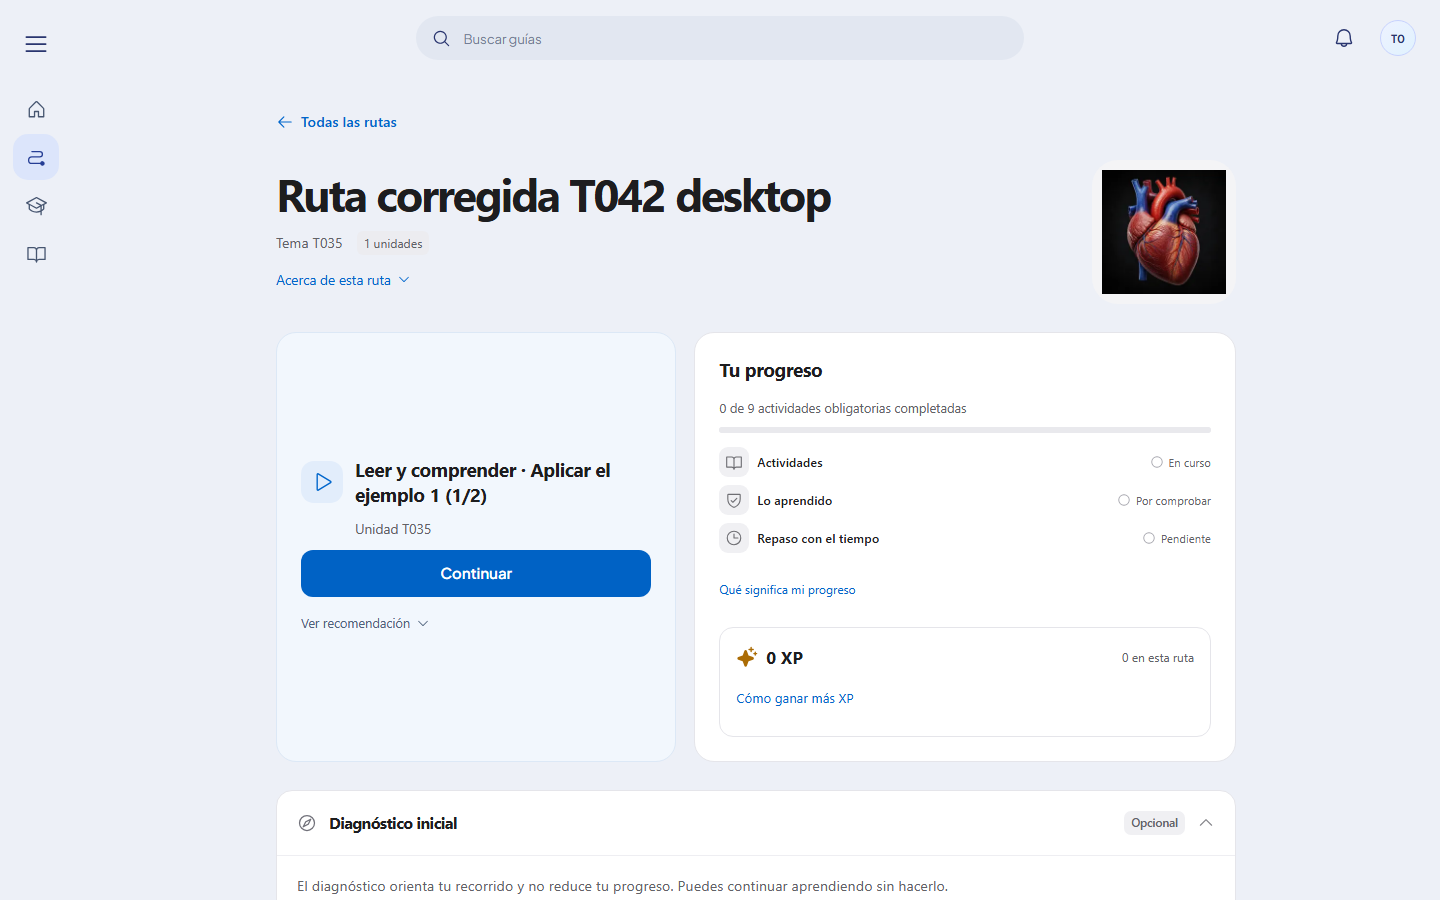 Buscar guías
TO
Todas las rutas
Ruta corregida T042 desktop
Tema T035
1 unidades
Acerca de esta ruta
Leer y comprender · Aplicar el
ejemplo 1 (1/2)
Unidad T035
Continuar
Ver recomendación
Tu progreso
0 de 9 actividades obligatorias completadas
Actividades
En curso
Lo aprendido
Por comprobar
Repaso con el tiempo
Pendiente
Qué significa mi progreso
0 XP
0 en esta ruta
Cómo ganar más XP
Diagnóstico inicial
Opcional
El diagnóstico orienta tu recorrido y no reduce tu progreso. Puedes continuar aprendiendo sin hacerlo.